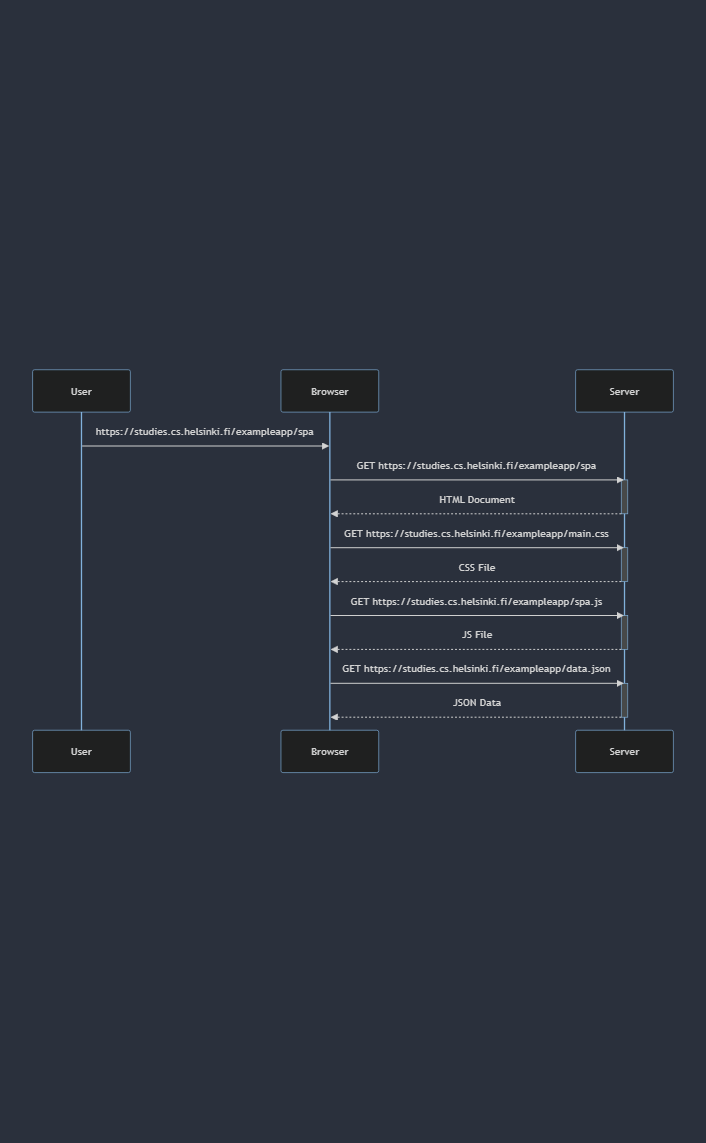 User
Browser
Server
https://studies.cs.helsinki.fi/exampleapp/spa
GET https://studies.cs.helsinki.fi/exampleapp/spa
HTML Document
GET https://studies.cs.helsinki.fi/exampleapp/main.css
CSS File
GET https://studies.cs.helsinki.fi/exampleapp/spa.js
JS File
GET https://studies.cs.helsinki.fi/exampleapp/data.json
JSON Data
User
Browser
Server